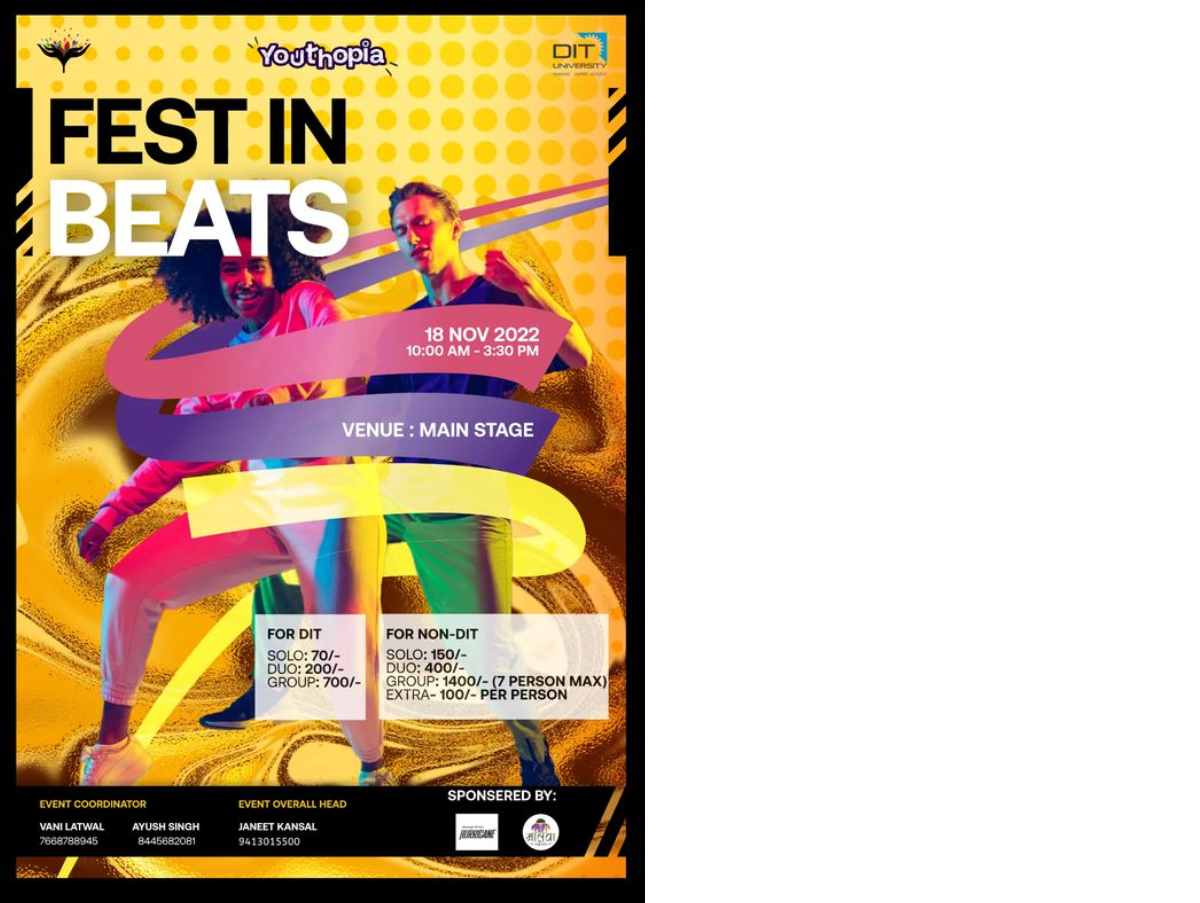 Youthopia
DIT
UNIVERSITY
FEST IN
BEATS
18 NOV 2022
10:00 AM - 3:30 PM
VENUE : MAIN STAGE
FOR DIT
SOLO: 70/-
DUO: 200/-
GROUP: 700/-
FOR NON-DIT
SOLO: 150/-
DUO: 400/-
GROUP: 1400/- (7 PERSON MAX)
EXTRA- 100/- PER PERSON
EVENT COORDINATOR
VANI LATWAL
7668788945
AYUSH SINGH
8445682081
EVENT OVERALL HEAD
JANEET KANSAL
9413015500
SPONSERED BY:
HURRICANE
मालवा